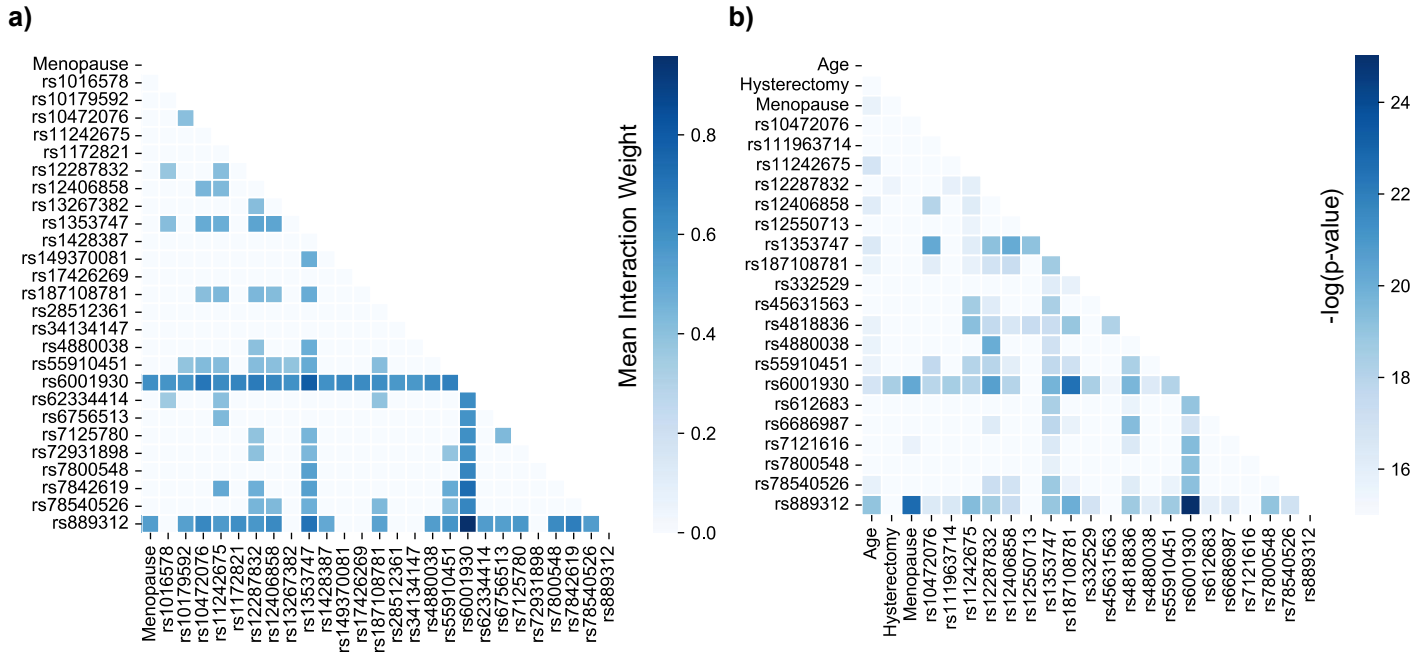 a)
Menopause
rs1016578
rs10179592
rs10472076
rs11242675
rs1172821
rs12287832
rs12406858
rs13267382
rs1353747
rs1428387
rs149370081
rs17426269
rs187108781
rs28512361
rs34134147
rs4880038
rs55910451
rs6001930
rs62334414
rs6756513
rs7125780
rs72931898
rs7800548
rs7842619
rs78540526
rs889312
Menopause
rs1016578
rs10179592
rs10472076
rs11242675
rs1172821
rs12287832
rs12406858
rs13267382
rs1353747
rs1428387
rs149370081
rs17426269
rs187108781
rs28512361
rs34134147
rs4880038
rs55910451
rs6001930
rs62334414
rs6756513
rs7125780
rs72931898
rs7800548
rs7842619
rs78540526
rs889312
Mean Interaction Weight
0.8
0.6
0.4
0.2
0.0
b)
Age
Hysterectomy
Menopause
rs10472076
rs111963714
rs11242675
rs12287832
rs12406858
rs12550713
rs1353747
rs187108781
rs332529
rs45631563
rs4818836
rs4880038
rs55910451
rs6001930
rs612683
rs6686987
rs7121616
rs7800548
rs78540526
rs889312
Age
Hysterectomy
Menopause
rs10472076
rs111963714
rs11242675
rs12287832
rs12406858
rs12550713
rs1353747
rs187108781
rs332529
rs45631563
rs4818836
rs4880038
rs55910451
rs6001930
rs612683
rs6686987
rs7121616
rs7800548
rs78540526
rs889312
-log(p-value)
24
22
20
18
16